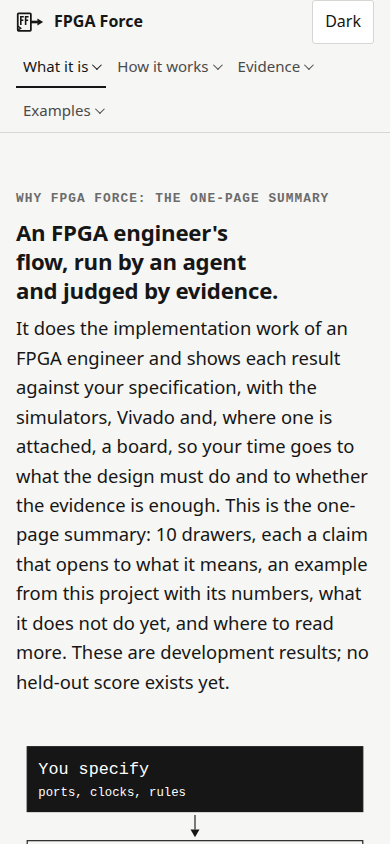 FPGA Force
Dark
What it is
How it works
Evidence
Examples
WHY FPGA FORCE: THE ONE-PAGE SUMMARY
An FPGA engineer's
flow, run by an agent
and judged by evidence.
It does the implementation work of an
FPGA engineer and shows each result
against your specification, with the
simulators, Vivado and, where one is
attached, a board, so your time goes to
what the design must do and to whether
the evidence is enough. This is the one-
page summary: 10 drawers, each a claim
that opens to what it means, an example
from this project with its numbers, what
it does not do yet, and where to read
more. These are development results; no
held-out score exists yet.
You specify
ports, clocks, rules